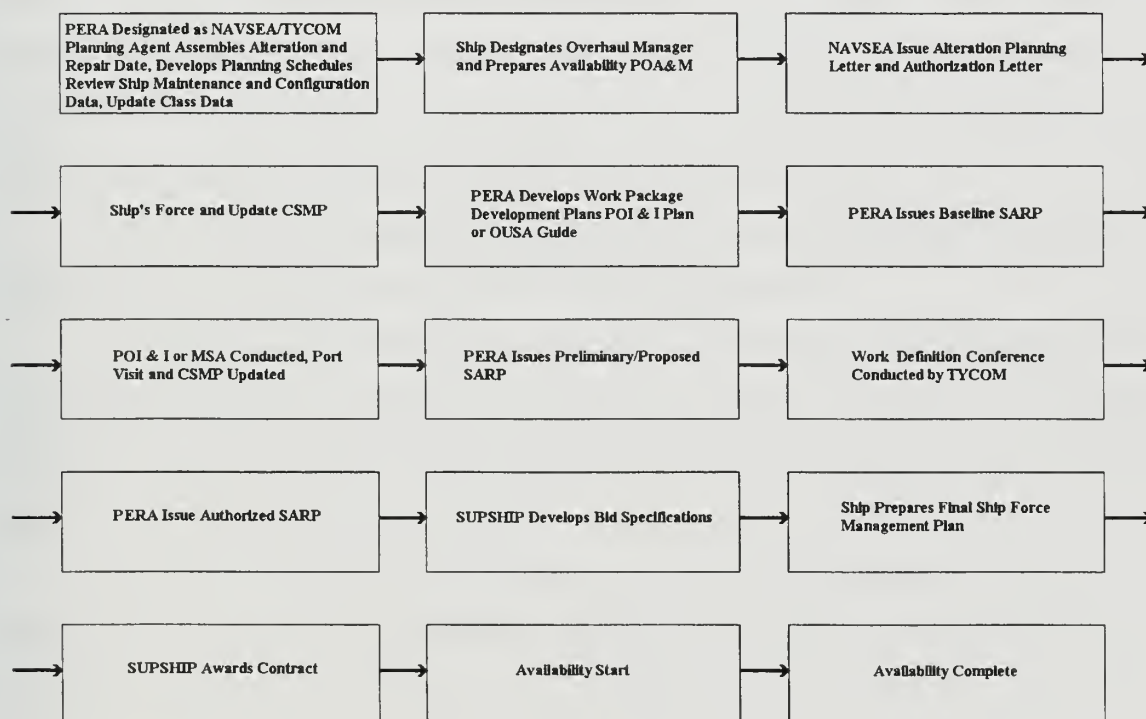 PERA Designated as NAVSEA/TYCOM
Planning Agent Assembles Alteration and
Repair Date, Develops Planning Schedules
Review Ship Maintenance and Configuration
Data, Update Class Data
Ship Designates Overhaul Manager
and Prepares Availability POA&M
NAVSEA Issue Alteration Planning
Letter and Authorization Letter
Ship's Force and Update CSMP
PERA Develops Work Package
Development Plans POI & I Plan
or OUSA Guide
PERA Issues Baseline SARP
POI & I or MSA Conducted, Port
Visit and CSMP Updated
PERA Issues Preliminary/Proposed
SARP
Work Definition Conference
Conducted by TYCOM
PERA Issue Authorized SARP
SUPSHIP Develops Bid Specifications
Ship Prepares Final Ship Force
Management Plan
SUPSHIP Awards Contract
Availability Start
Availability Complete